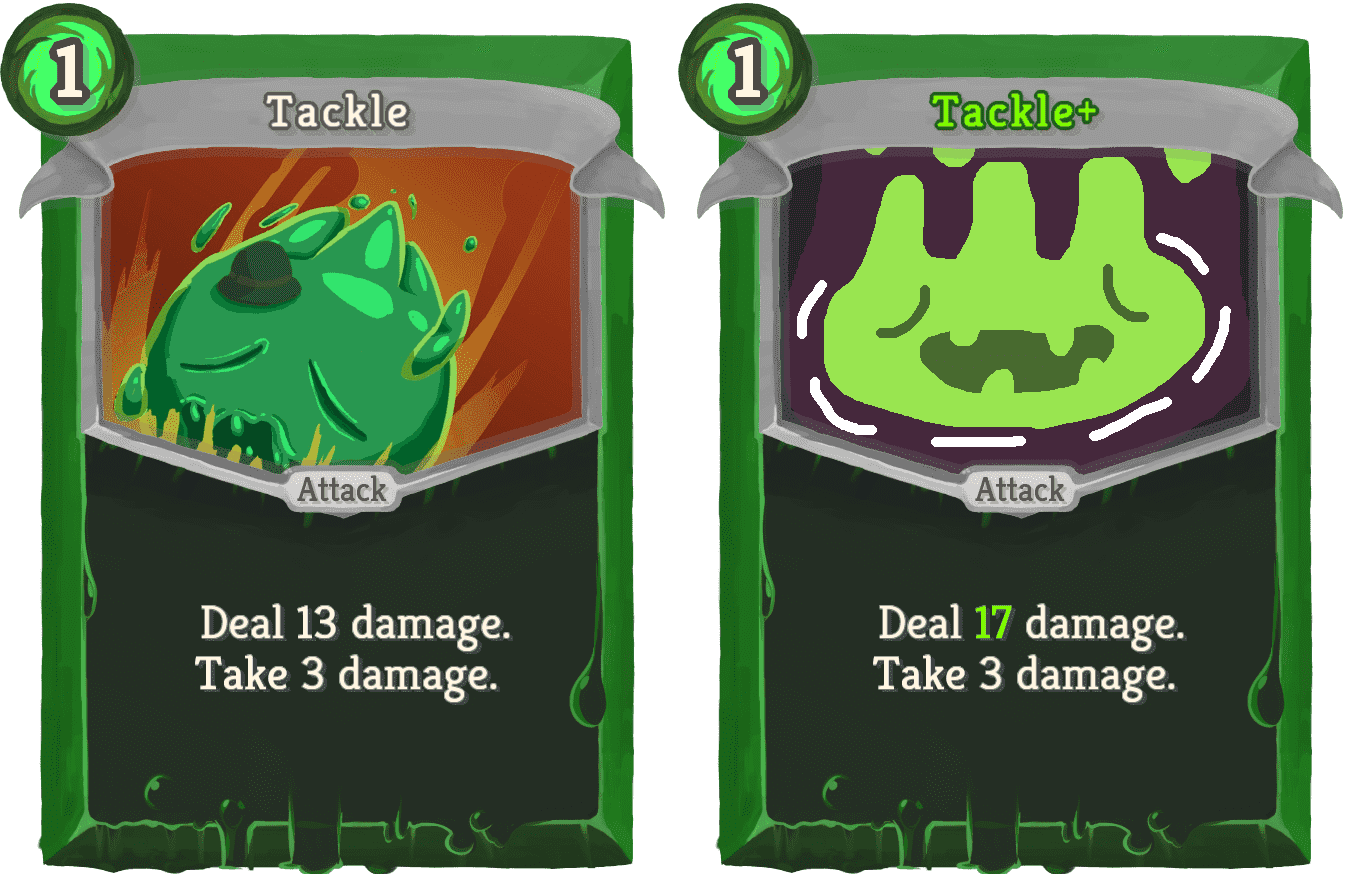 1
Tackle
Attack
Deal 13 damage.
Take 3 damage.
1
Tackle+
Attack
Deal 17 damage.
Take 3 damage.